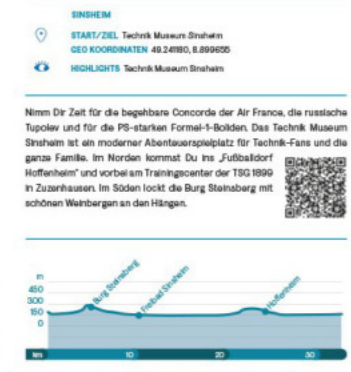 SINSHEIM
START/ZIEL Technik Museum Sinsheim
GEO KOORDINATEN 49.241180, 8.899655
HIGHLIGHTS Technik Museum Sinsheim
Nimm Dir Zeit für die begehbare Concorde der Air France, die russische
Tupolev und für die PS-starken Formel-1-Boliden. Das Technik Museum
Sinsheim ist ein moderner Abenteuerspielplatz für Technik-Fans und die
ganze Familie. Im Norden kommst Du ins „Fußballdorf
Hoffenheim“ und vorbei am Trainingscenter der TSG 1899
in Zuzenhausen. Im Süden lockt die Burg Steinsberg mit
schönen Weinbergen an den Hängen.
m
450
300
150
0
Burg Steinsberg
Freibad Sinsheim
Hoffenheim
km 10 20 30